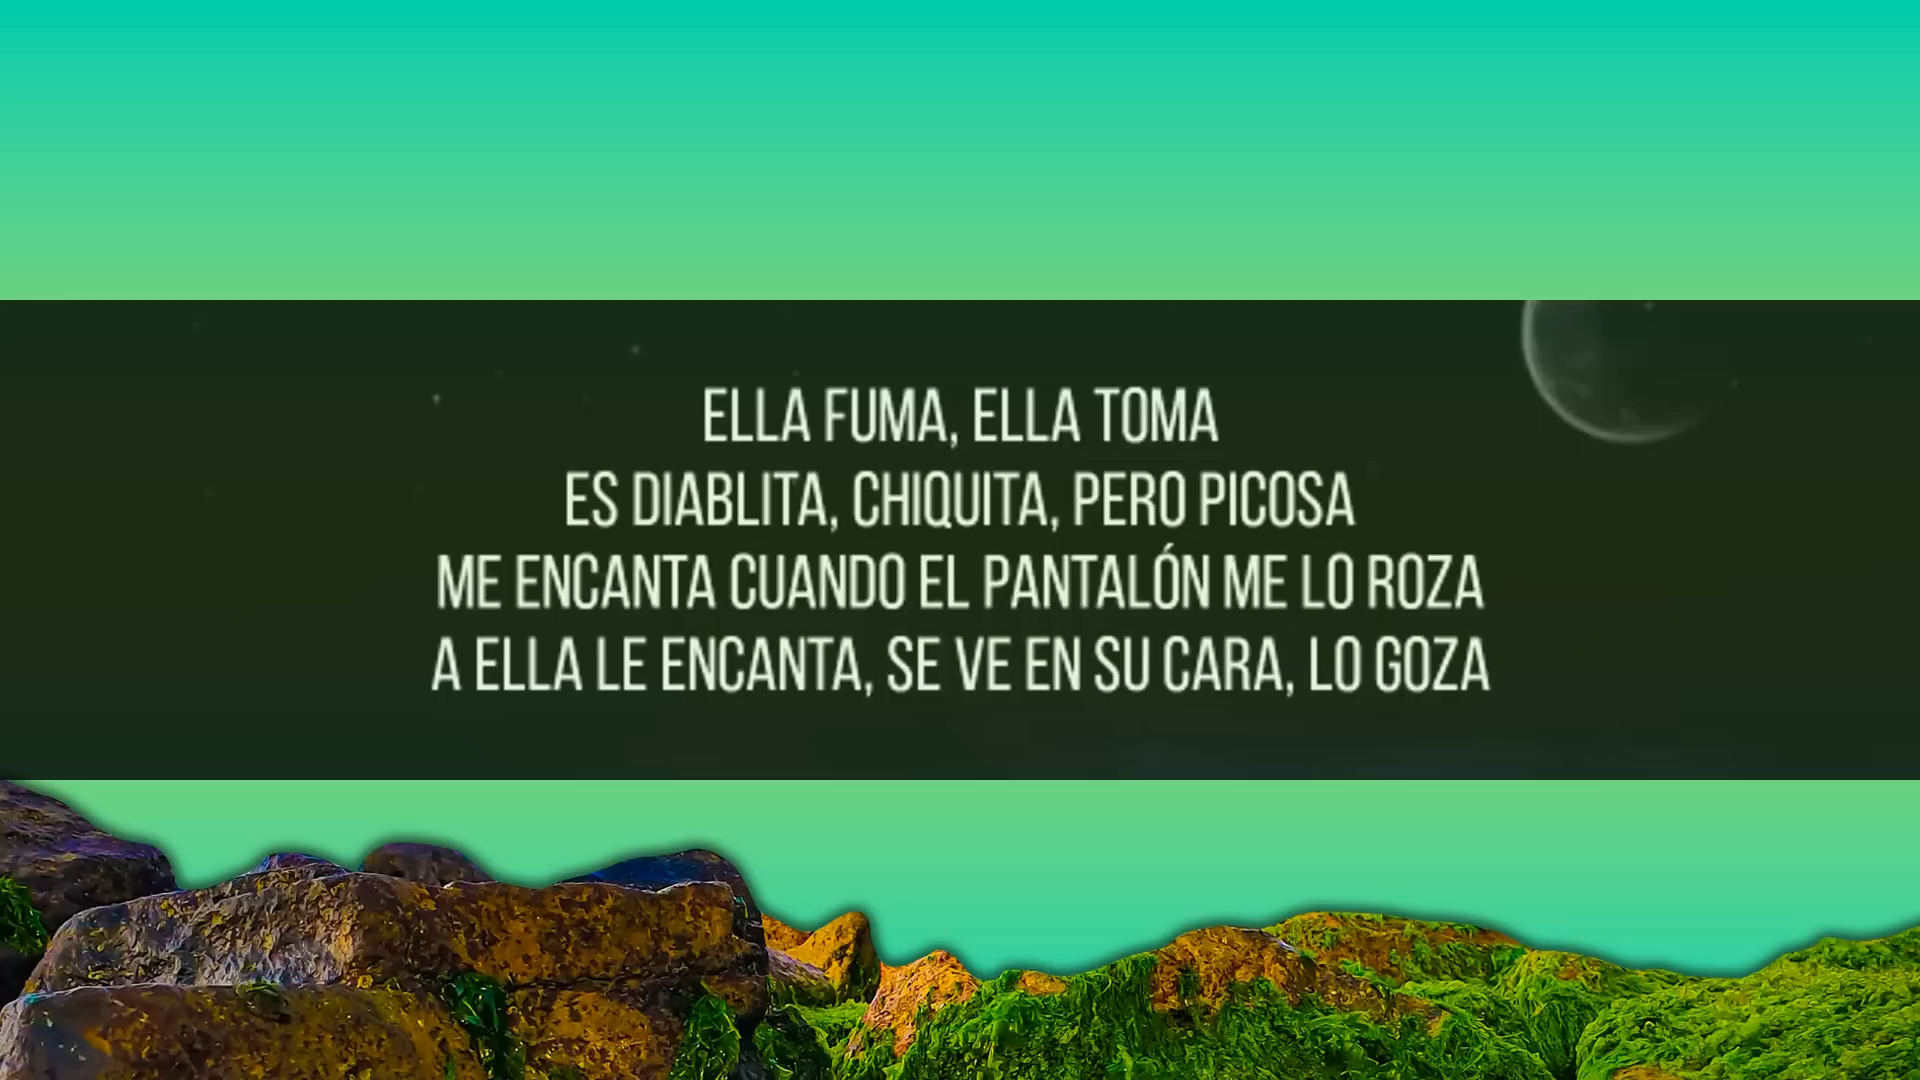 ELLA FUMA, ELLA TOMA
ES DIABLITA, CHIQUITA, PERO PICOSA
ME ENCANTA CUANDO EL PANTALÓN ME LO ROZA
A ELLA LE ENCANTA, SE VE EN SU CARA, LO GOZA